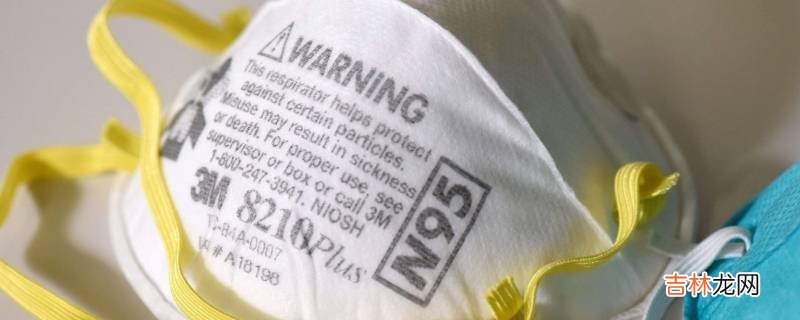 WARNING
This respirator helps protect
against certain particles.
Misuse may result in sickness
or death. For proper use, see
supervisor or box or call 3M
1-800-247-3941. NIOSH
3M 8210Plus
N95
TC-84A-0007
# A18198
吉林龙网